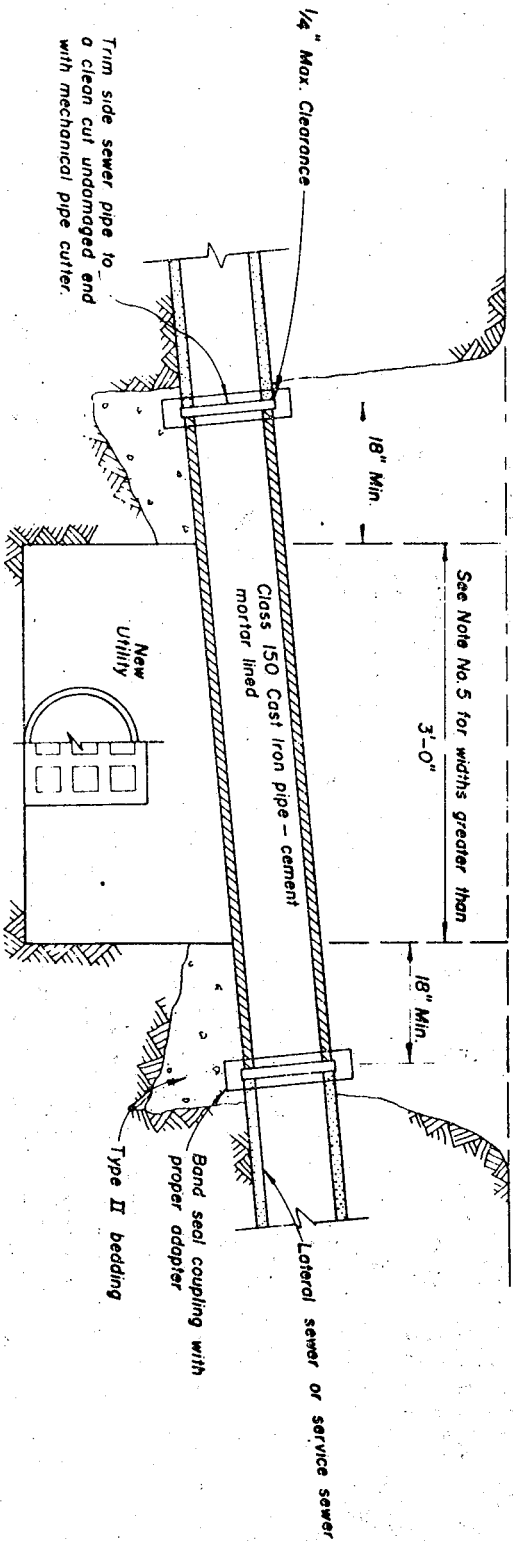 1/4" Max. Clearance
Trim side sewer pipe to
a clean cut undamaged end
with mechanical pipe cutter.
18" Min.
See Note No. 5 for widths greater than
3'-0"
18" Min.
Class 150 Cast Iron pipe – cement
mortar lined
New
Utility
Lateral sewer or service sewer
Band seal coupling with
proper adapter
Type II bedding